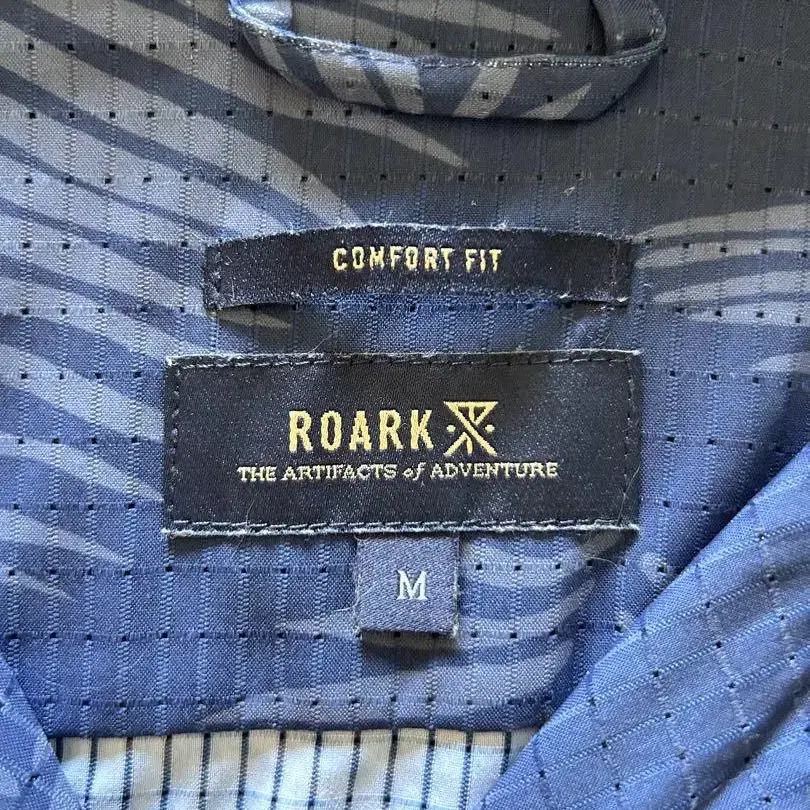 COMFORT FIT
ROARK
THE ARTIFACTS of ADVENTURE
M